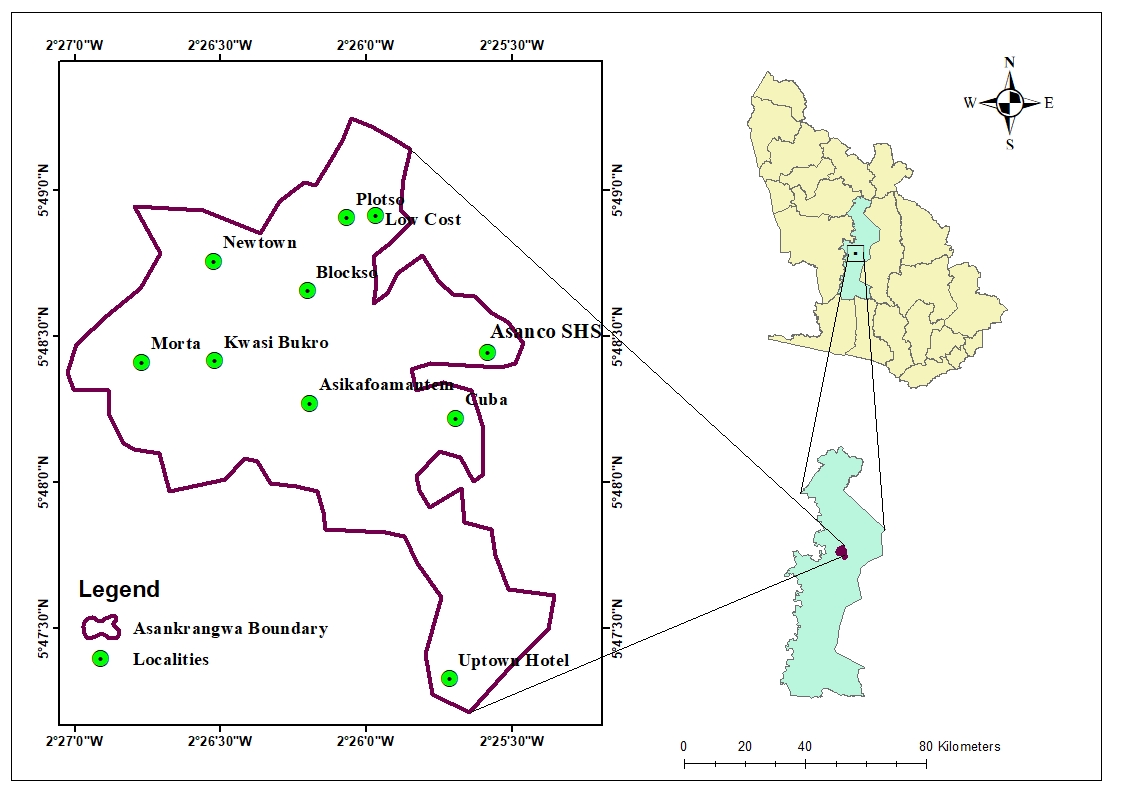 2°27'0"W 2°26'30"W 2°26'0"W 2°25'30"W
N
W E
S
5°49'0"N 5°49'0"N
Plotso
Low Cost
Newtown
Blockso
5°48'30"N 5°48'30"N
Asanco SHS
Morta Kwasi Bukro
Asikafoamantem
Cuba
5°48'0"N 5°48'0"N
Legend
Asankrangwa Boundary
Localities
5°47'30"N 5°47'30"N
Uptown Hotel
2°27'0"W 2°26'30"W 2°26'0"W 2°25'30"W
0 20 40 80 Kilometers